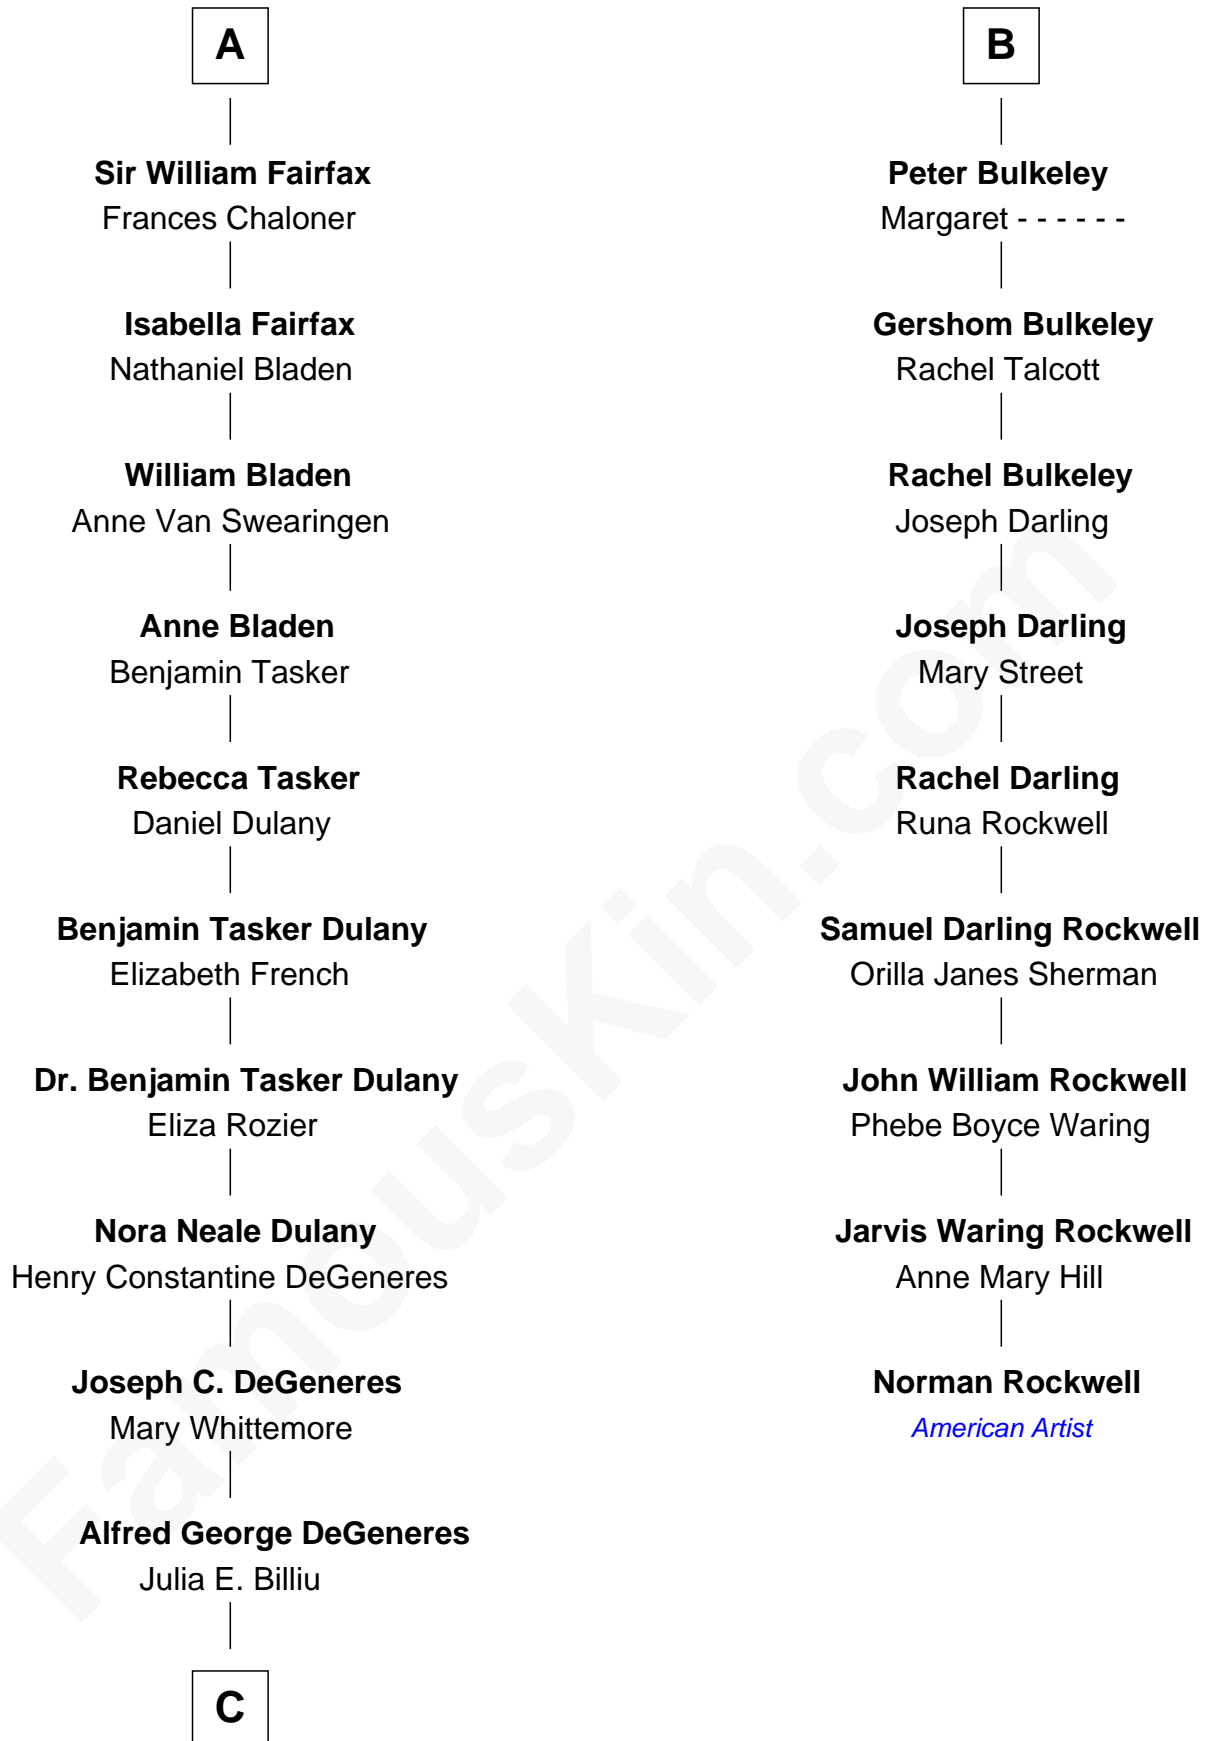 A
Sir William Fairfax
Frances Chaloner
Isabella Fairfax
Nathaniel Bladen
William Bladen
Anne Van Swearingen
Anne Bladen
Benjamin Tasker
Rebecca Tasker
Daniel Dulany
Benjamin Tasker Dulany
Elizabeth French
Dr. Benjamin Tasker Dulany
Eliza Rozier
Nora Neale Dulany
Henry Constantine DeGeneres
Joseph C. DeGeneres
Mary Whittemore
Alfred George DeGeneres
Julia E. Billiu
C
B
Peter Bulkeley
Margaret - - - - - -
Gershom Bulkeley
Rachel Talcott
Rachel Bulkeley
Joseph Darling
Joseph Darling
Mary Street
Rachel Darling
Runa Rockwell
Samuel Darling Rockwell
Orilla Janes Sherman
John William Rockwell
Phebe Boyce Waring
Jarvis Waring Rockwell
Anne Mary Hill
Norman Rockwell
American Artist
FamousKin.com